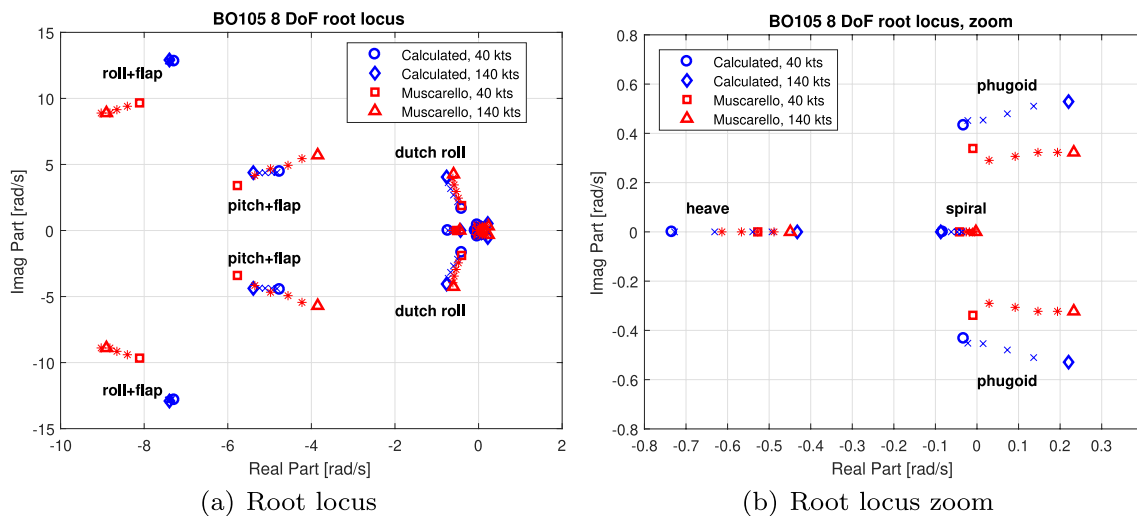 BO105 8 DoF root locus
Imag Part [rad/s]
15
10
5
0
-5
-10
-15
-10
-8
-6
-4
-2
0
2
Real Part [rad/s]
Calculated, 40 kts
Calculated, 140 kts
Muscarello, 40 kts
Muscarello, 140 kts
roll+flap
pitch+flap
dutch roll
pitch+flap
dutch roll
roll+flap
(a) Root locus
BO105 8 DoF root locus, zoom
Imag Part [rad/s]
0.8
0.6
0.4
0.2
0
-0.2
-0.4
-0.6
-0.8
-0.8
-0.7
-0.6
-0.5
-0.4
-0.3
-0.2
-0.1
0
0.1
0.2
0.3
Real Part [rad/s]
Calculated, 40 kts
Calculated, 140 kts
Muscarello, 40 kts
Muscarello, 140 kts
phugoid
heave
spiral
phugoid
(b) Root locus zoom